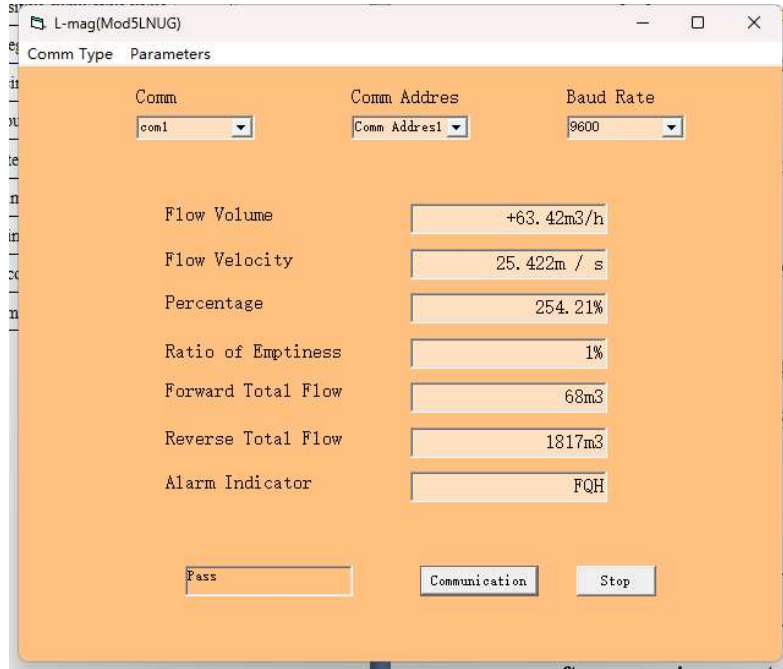 L-mag(Mod5LNUG)
Comm Type Parameters
Comm Comm Addres Baud Rate
com1 Comm Addres1 9600
Flow Volume +63.42m3/h
Flow Velocity 25.422m / s
Percentage 254.21%
Ratio of Emptiness 1%
Forward Total Flow 68m3
Reverse Total Flow 1817m3
Alarm Indicator FQH
Pass Communication Stop